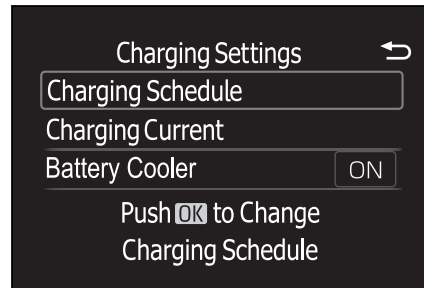 Charging Settings
Charging Schedule
Charging Current
Battery Cooler ON
Push OK to Change
Charging Schedule